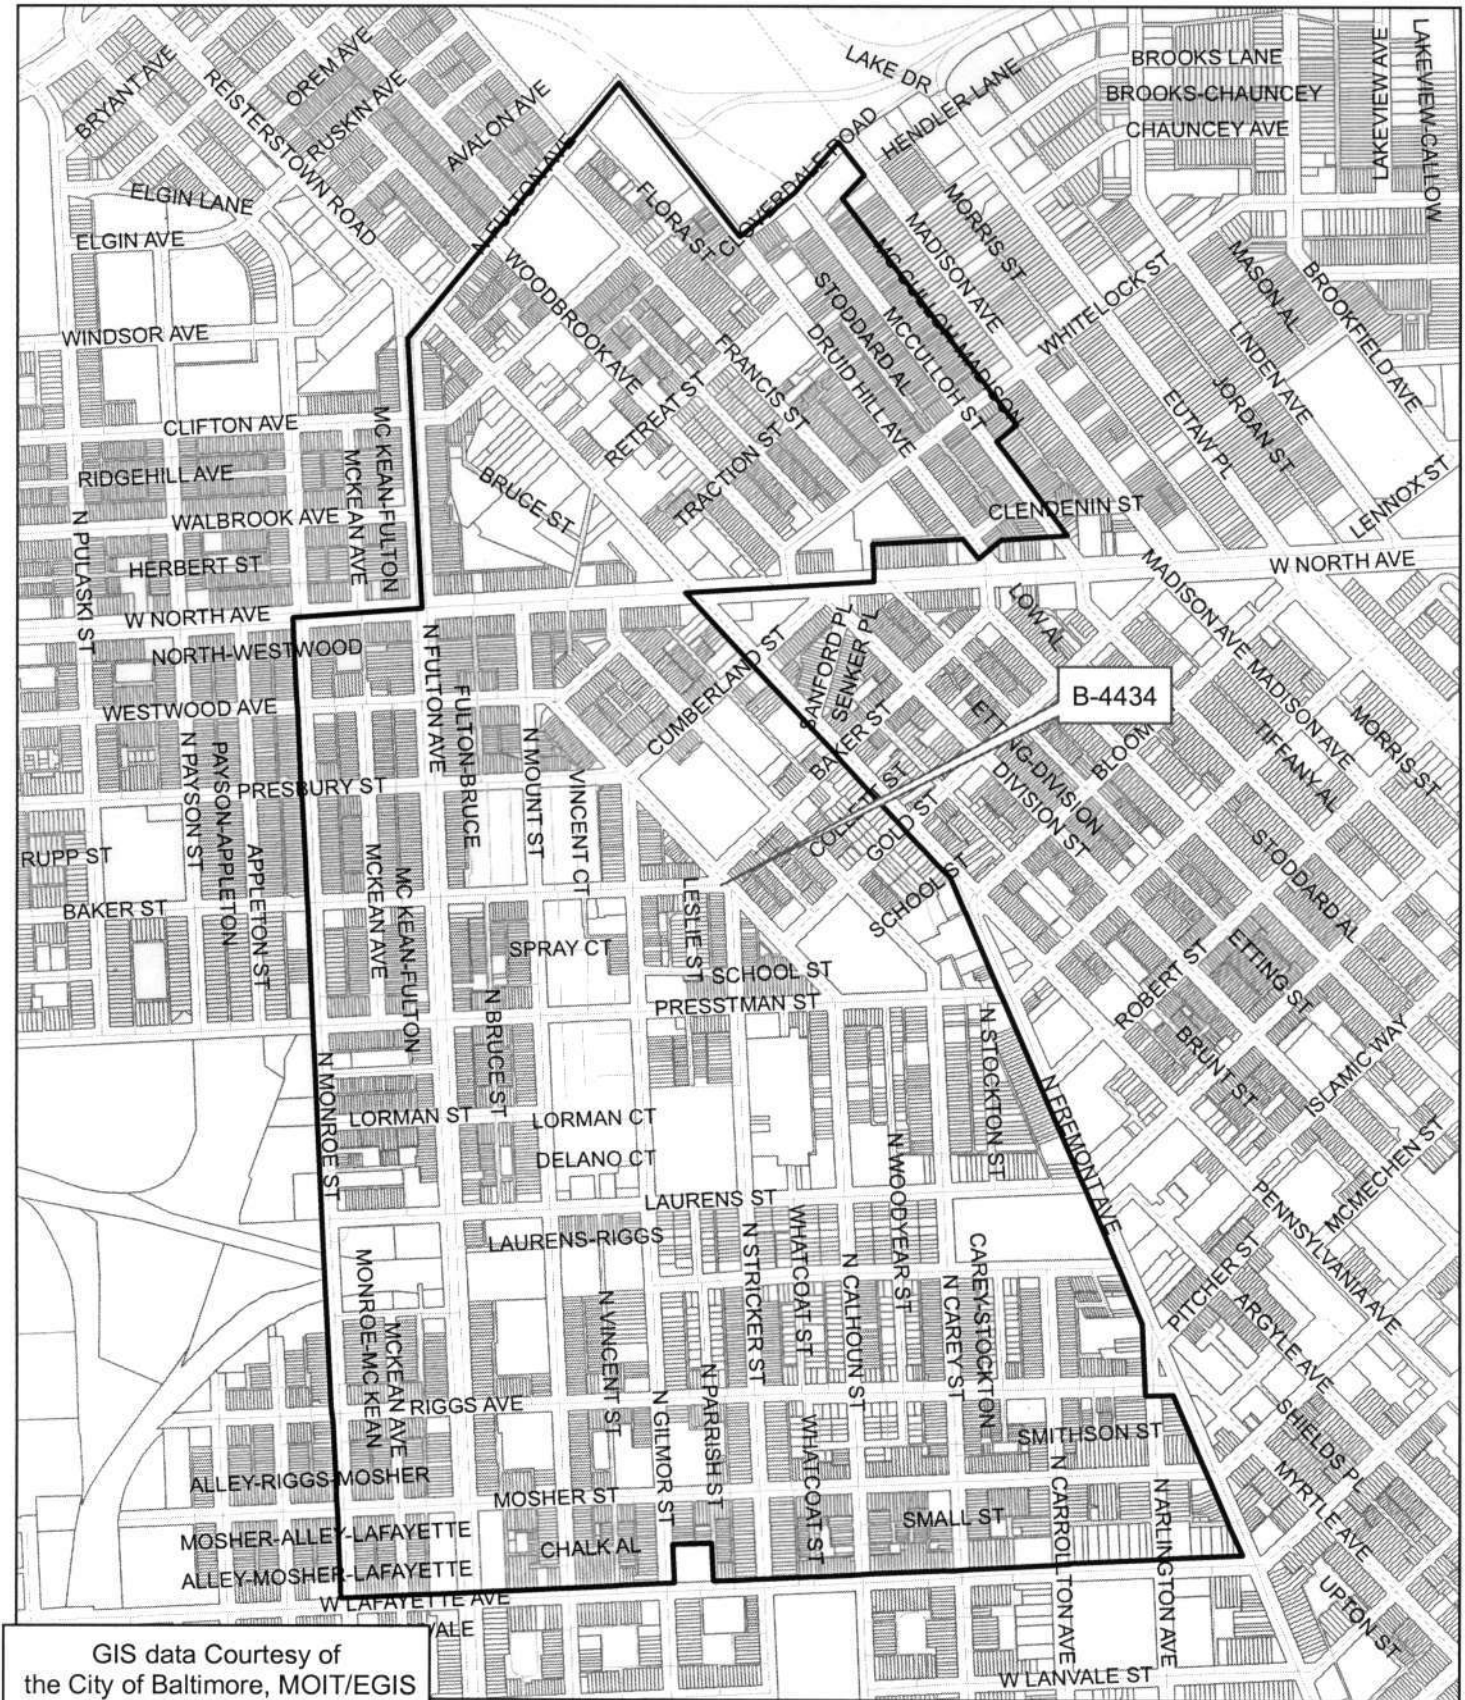 LAKE DR
HENDLER LANE
BROOKS LANE
BROOKS-CHAUNCEY
CHAUNCEY AVE
LAKEVIEW AVE
LAKEVIEW-CALLOW
BRYANT AVE
REISTERSTOWN ROAD
OREM AVE
RUSKIN AVE
AVALON AVE
N FULTON AVE
CLOVERDALE ROAD
ELGIN LANE
ELGIN AVE
FLORA ST
WOODBROOK AVE
MADISON AVE
MORRIS ST
MC CULLOH-MADISON
STODDARD AL
MCCULLOH ST
DRUID HILL AVE
WHITELOCK ST
MASON AL
BROOKFIELD AVE
LINDEN AVE
JORDAN ST
EUTAW PL
LENNOX ST
WINDSOR AVE
FRANCIS ST
RETREAT ST
TRACTION ST
BRUCE ST
CLENDENIN ST
CLIFTON AVE
RIDGEHILL AVE
WALBROOK AVE
HERBERT ST
MC KEAN-FULTON
MCKEAN AVE
N PULASKI ST
W NORTH AVE
W NORTH AVE
NORTH-WESTWOOD
WESTWOOD AVE
N FULTON AVE
FULTON-BRUCE
N MOUNT ST
VINCENT CT
CUMBERLAND ST
SANFORD PL
SENKER PL
BAKER ST
LOW AL
MADISON AVE
MADISON AVE
B-4434
ETTING-DIVISION
DIVISION ST
BLOOM
TIFFANY AL
MORRIS ST
STODDARD AL
GOLD ST
SCHOOL ST
N PAYSON ST
PAYSON-APPLETON
APPLETON ST
PRESBURY ST
RUPP ST
BAKER ST
MCKEAN AVE
MC KEAN-FULTON
LESLIE ST
SPRAY CT
SCHOOL ST
PRESSTMAN ST
N BRUCE ST
ROBERT ST
ETTING ST
BRUNT ST
ISLAMIC WAY
N STOCKTON ST
N FREMONT AVE
N MONROE ST
LORMAN ST
LORMAN CT
DELANO CT
LAURENS ST
LAURENS-RIGGS
N WOODYEAR ST
MCMECHEN ST
PENNSYLVANIA AVE
PITCHER ST
ARGYLE AVE
MONROE-MC KEAN
MCKEAN AVE
N VINCENT ST
N GILMOR ST
N PARRISH ST
N STRICKER ST
WHATCOAT ST
N CALHOUN ST
N CAREY ST
CAREY-STOCKTON
RIGGS AVE
WHATCOAT ST
SMITHSON ST
SHIELDS PL
MYRTLE AVE
ALLEY-RIGGS-MOSHER
MOSHER ST
SMALL ST
N CARROLLTON AVE
N ARLINGTON AVE
MOSHER-ALLEY-LAFAYETTE
CHALK AL
ALLEY-MOSHER-LAFAYETTE
W LAFAYETTE AVE
UPTON ST
W LANVALE ST
GIS data Courtesy of
the City of Baltimore, MOIT/EGIS